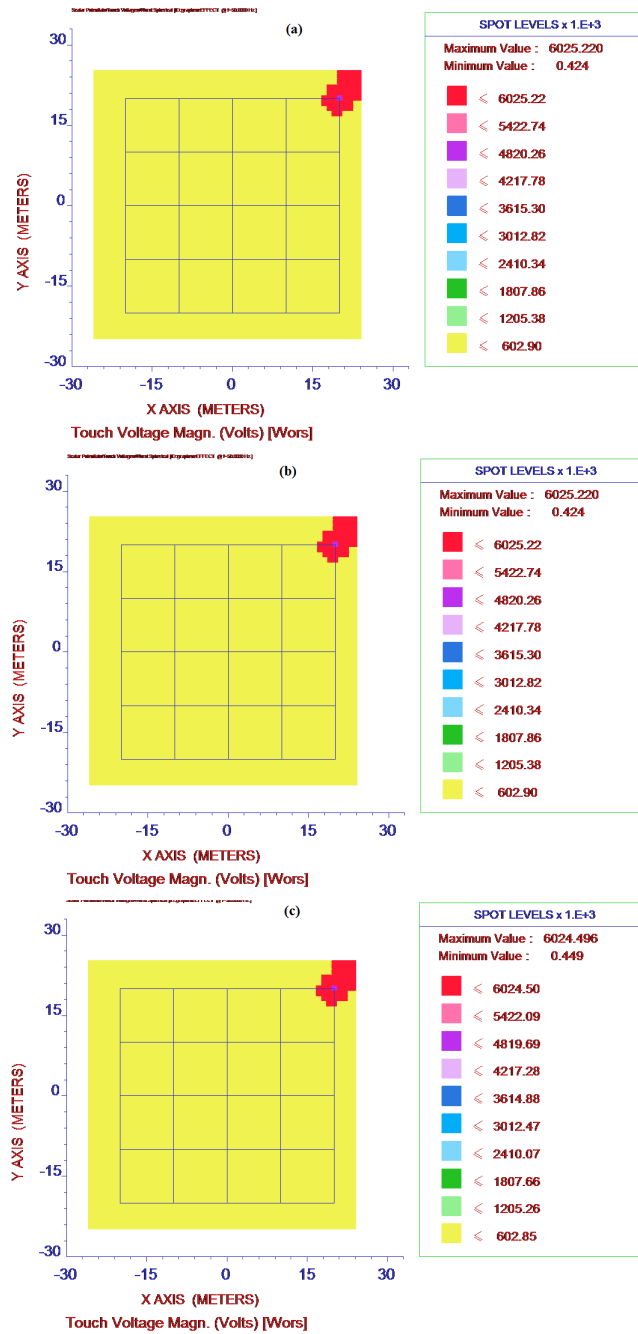 (a)
30
15
0
-15
-30
Y AXIS (METERS)
-30 -15 0 15 30
X AXIS (METERS)
Touch Voltage Magn. (Volts) [Wors]
SPOT LEVELS x 1.E+3
Maximum Value : 6025.220
Minimum Value : 0.424
≤ 6025.22
≤ 5422.74
≤ 4820.26
≤ 4217.78
≤ 3615.30
≤ 3012.82
≤ 2410.34
≤ 1807.86
≤ 1205.38
≤ 602.90
(b)
30
15
0
-15
-30
Y AXIS (METERS)
-30 -15 0 15 30
X AXIS (METERS)
Touch Voltage Magn. (Volts) [Wors]
SPOT LEVELS x 1.E+3
Maximum Value : 6025.220
Minimum Value : 0.424
≤ 6025.22
≤ 5422.74
≤ 4820.26
≤ 4217.78
≤ 3615.30
≤ 3012.82
≤ 2410.34
≤ 1807.86
≤ 1205.38
≤ 602.90
(c)
30
15
0
-15
-30
Y AXIS (METERS)
-30 -15 0 15 30
X AXIS (METERS)
Touch Voltage Magn. (Volts) [Wors]
SPOT LEVELS x 1.E+3
Maximum Value : 6024.496
Minimum Value : 0.449
≤ 6024.50
≤ 5422.09
≤ 4819.69
≤ 4217.28
≤ 3614.88
≤ 3012.47
≤ 2410.07
≤ 1807.66
≤ 1205.26
≤ 602.85